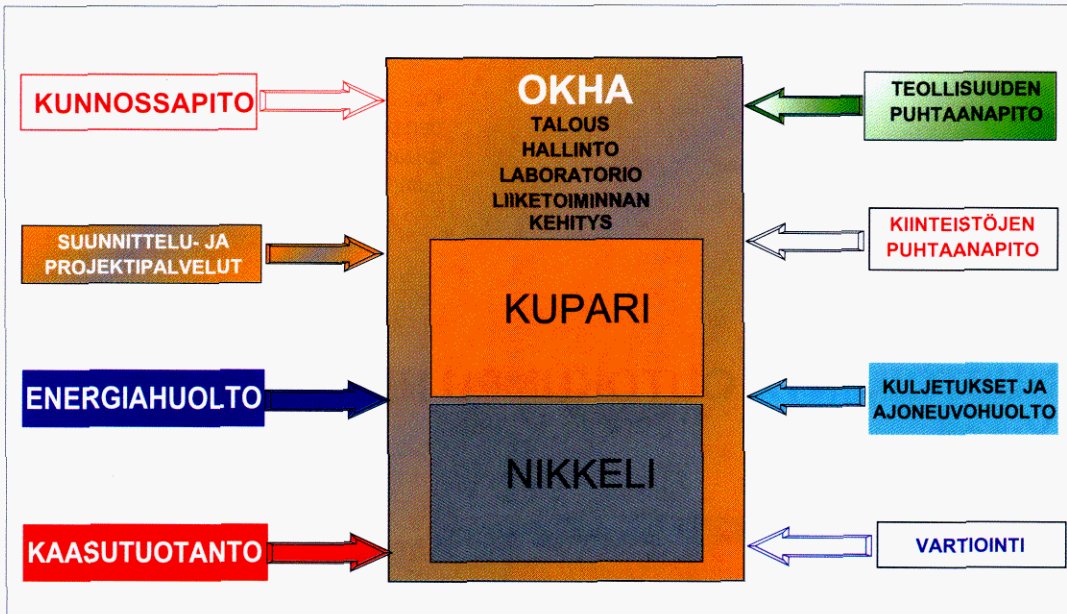 KUNNOSSAPITO
SUUNNITTELU- JA
PROJEKTIPALVELUT
ENERGIAHUOLTO
KAASUTUOTANTO
OKHA
TALOUS
HALLINTO
LABORATORIO
LIIKETOIMINNAN
KEHITYS
KUPARI
NIKKELI
TEOLLISUUDEN
PUHTAANAPITO
KIINTEISTÖJEN
PUHTAANAPITO
KULJETUKSET JA
AJONEUVOHUOLTO
VARTIOINTI